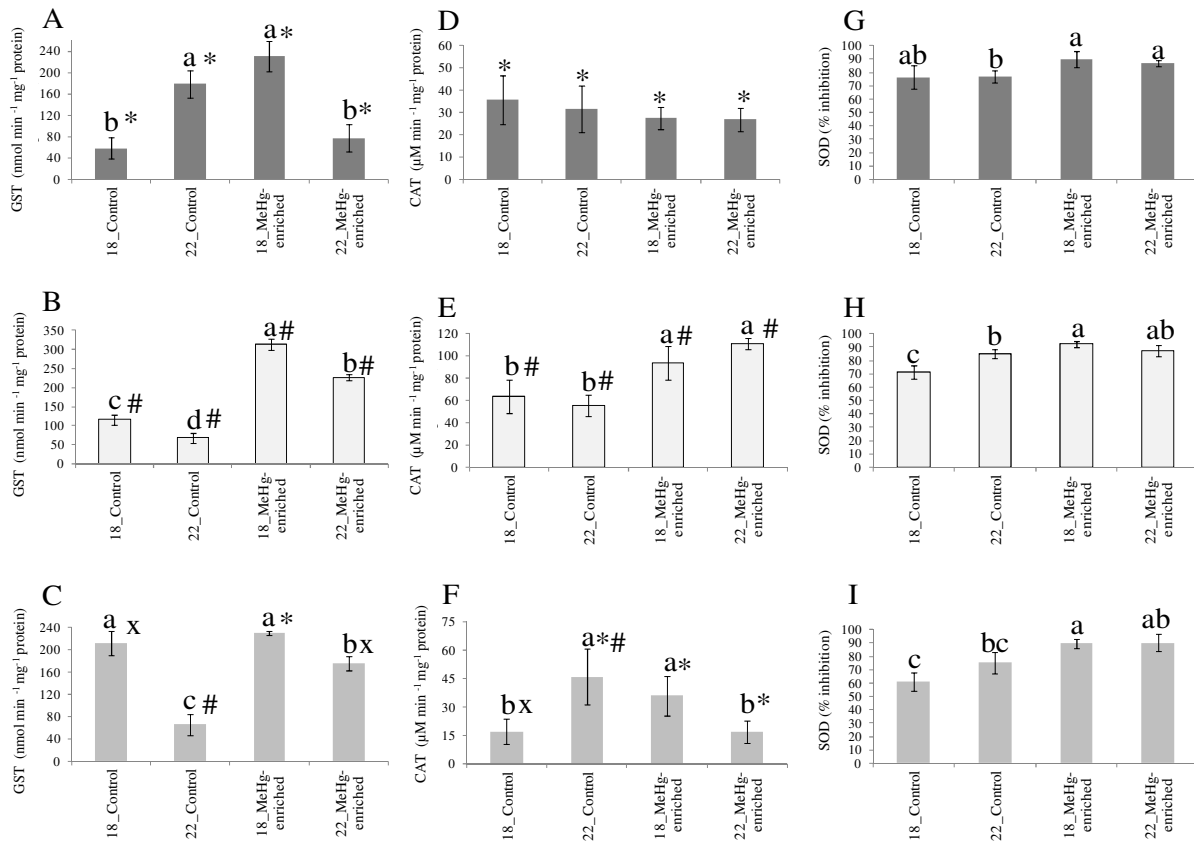 A
GST (nmol min -1 mg-1 protein)
240
200
160
120
80
40
0
b *
a *
a *
b*
18_Control
22_Control
18_MeHg-
enriched
22_MeHg-
enriched
D
CAT (µM min-1 mg-1 protein)
60
50
40
30
20
10
0
*
*
*
*
18_Control
22_Control
18_MeHg-
enriched
22_MeHg-
enriched
G
SOD (% inhibition)
100
90
80
70
60
50
40
30
20
10
0
ab
b
a
a
18_Control
22_Control
18_MeHg-
enriched
22_MeHg-
enriched
B
GST (nmol min -1 mg-1 protein)
350
300
250
200
150
100
50
0
c #
d #
a #
b#
18_Control
22_Control
18_MeHg-
enriched
22_MeHg-
enriched
E
CAT (µM min-1 mg-1 protein)
120
100
80
60
40
20
0
b #
b#
a #
a #
18_Control
22_Control
18_MeHg-
enriched
22_MeHg-
enriched
H
SOD (% inhibition)
100
90
80
70
60
50
40
30
20
10
0
c
b
a
ab
18_Control
22_Control
18_MeHg-
enriched
22_MeHg-
enriched
C
GST (nmol min -1 mg-1 protein)
240
200
160
120
80
40
0
a x
c #
a *
bx
18_Control
22_Control
18_MeHg-
enriched
22_MeHg-
enriched
F
CAT (µM min-1 mg-1 protein)
75
60
45
30
15
0
bx
a*#
a*
b*
18_Control
22_Control
18_MeHg-
enriched
22_MeHg-
enriched
I
SOD (% inhibition)
100
90
80
70
60
50
40
30
20
10
0
c
bc
a
ab
18_Control
22_Control
18_MeHg-
enriched
22_MeHg-
enriched